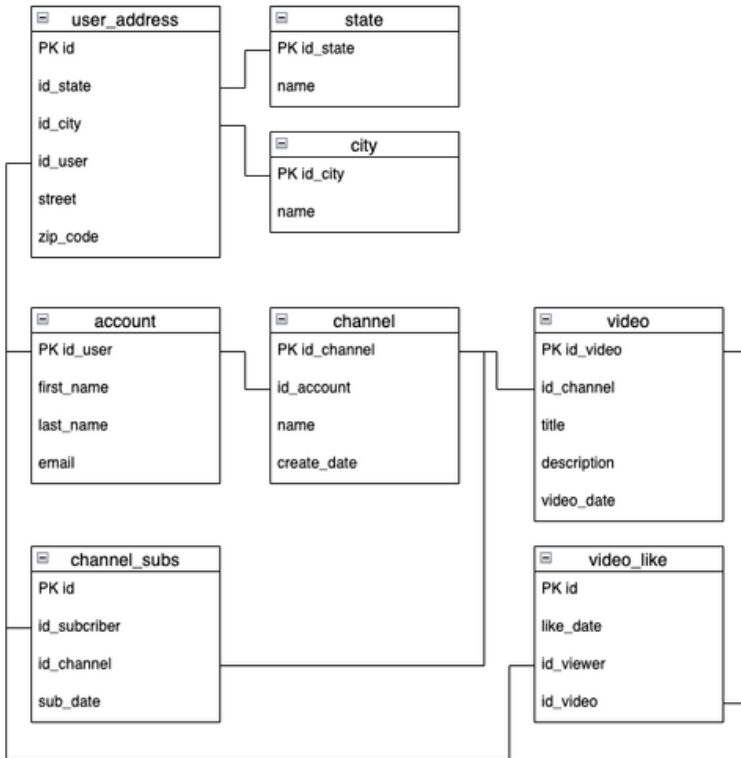 user_address
PK id
id_state
id_city
id_user
street
zip_code
state
PK id_state
name
city
PK id_city
name
account
PK id_user
first_name
last_name
email
channel
PK id_channel
id_account
name
create_date
video
PK id_video
id_channel
title
description
video_date
channel_subs
PK id
id_subcriber
id_channel
sub_date
video_like
PK id
like_date
id_viewer
id_video